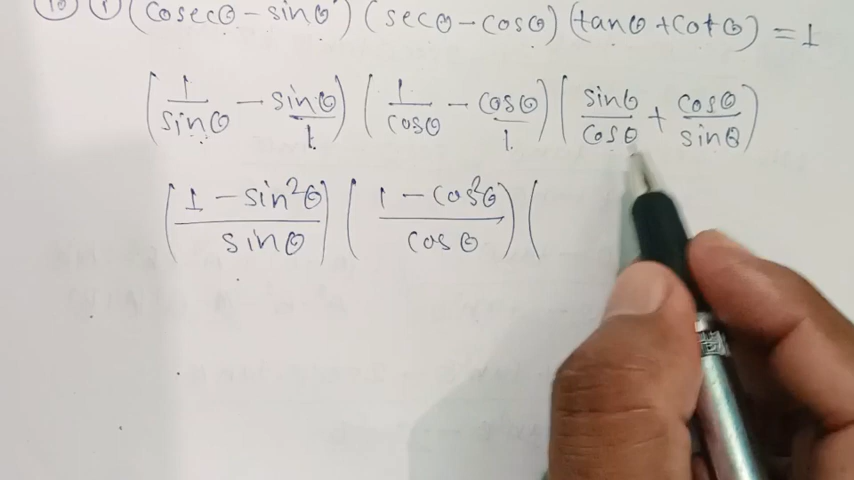 (10) (i) (cosecθ - sinθ) (secθ - cosθ) (tanθ + cotθ) = 1
(1/sinθ - sinθ/1) (1/cosθ - cosθ/1) (sinθ/cosθ + cosθ/sinθ)
(1 - sin²θ/sinθ) (1 - cos²θ/cosθ) (